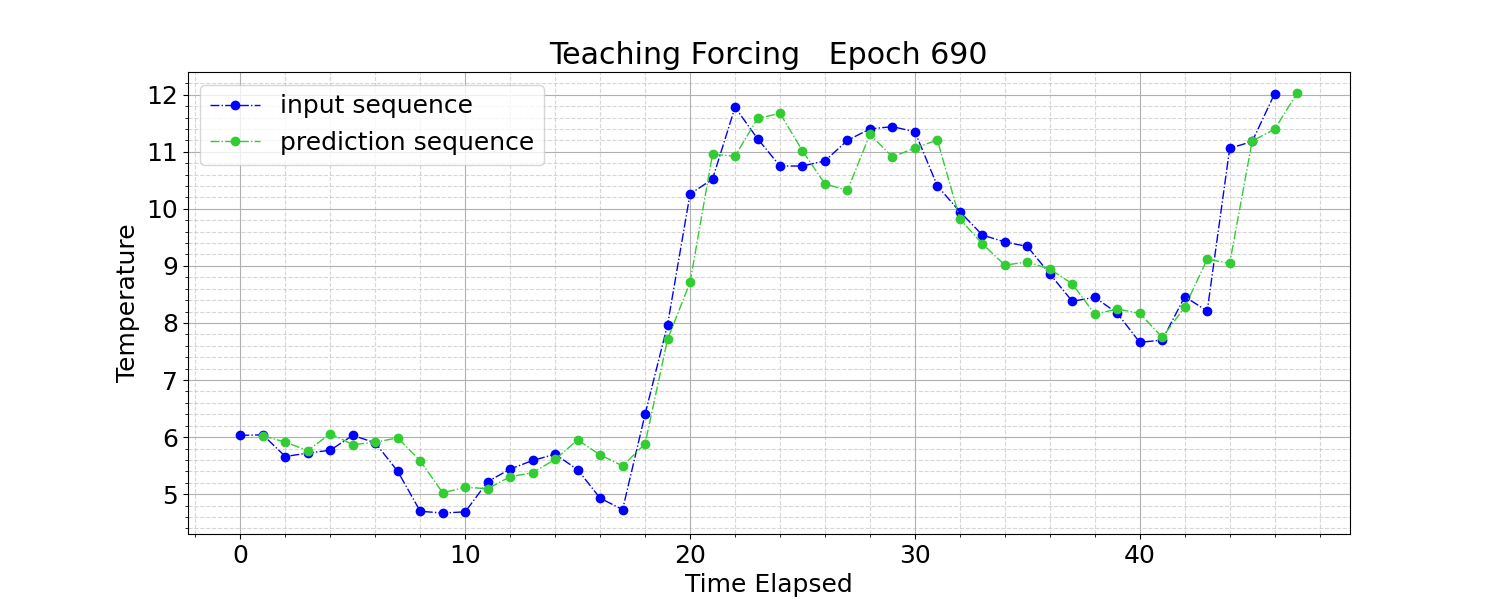 Teaching Forcing   Epoch 690
input sequence
prediction sequence
12
11
10
9
8
7
6
5
Temperature
0 10 20 30 40
Time Elapsed